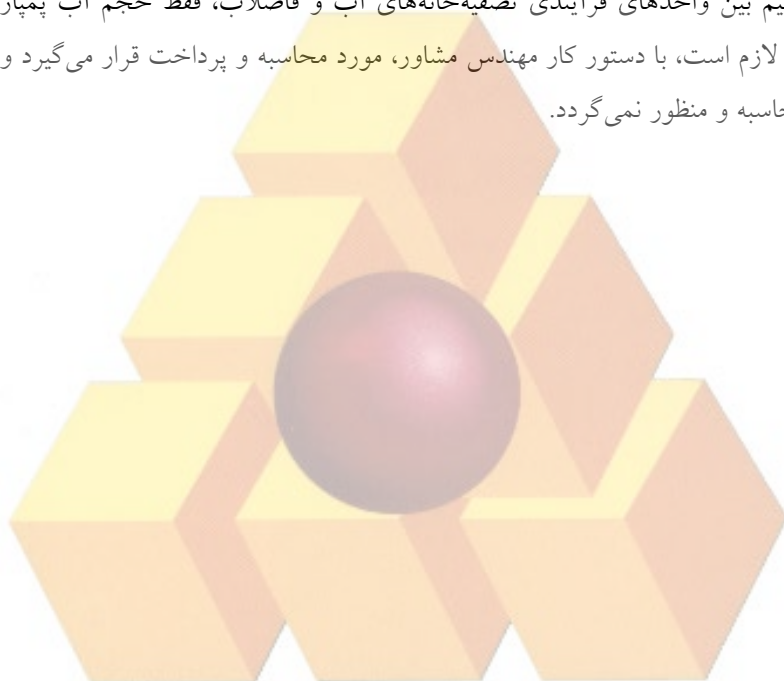 یم بین واحدهای فرآیندی تصفیه‌خانه‌های آب و فاضلاب، فقط حجم آب پمپاژ
لازم است، با دستور کار مهندس مشاور، مورد محاسبه و پرداخت قرار می‌گیرد و
حاسبه و منظور نمی‌گردد.